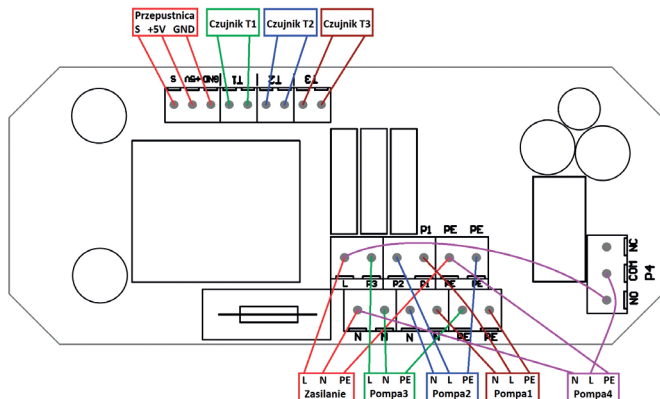 Przepustnica
S +5V GND
Czujnik T1
Czujnik T2
Czujnik T3
S +5V GND T1 T2 T3
P1 PE PE
L P3 P2 P1 PE PE
N N N N PE PE
NC
COM
NO
P4
L N PE
Zasilanie
L N PE
Pompa3
N L PE
Pompa2
N L PE
Pompa1
N L PE
Pompa4